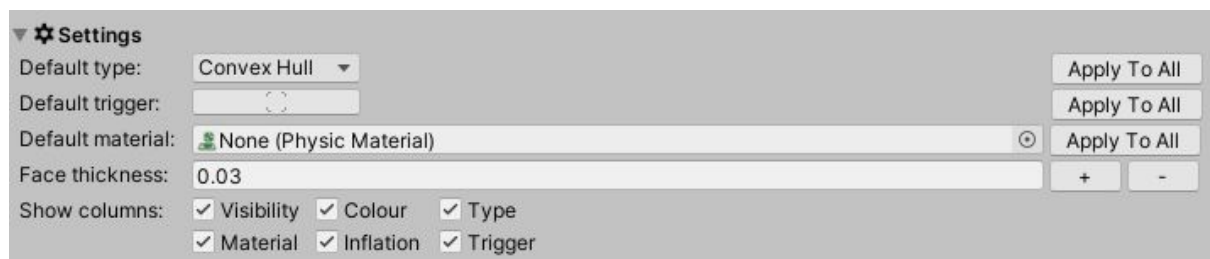 Settings
Default type: Convex Hull Apply To All
Default trigger: Apply To All
Default material: None (Physic Material) Apply To All
Face thickness: 0.03 + -
Show columns: Visibility Colour Type
Material Inflation Trigger